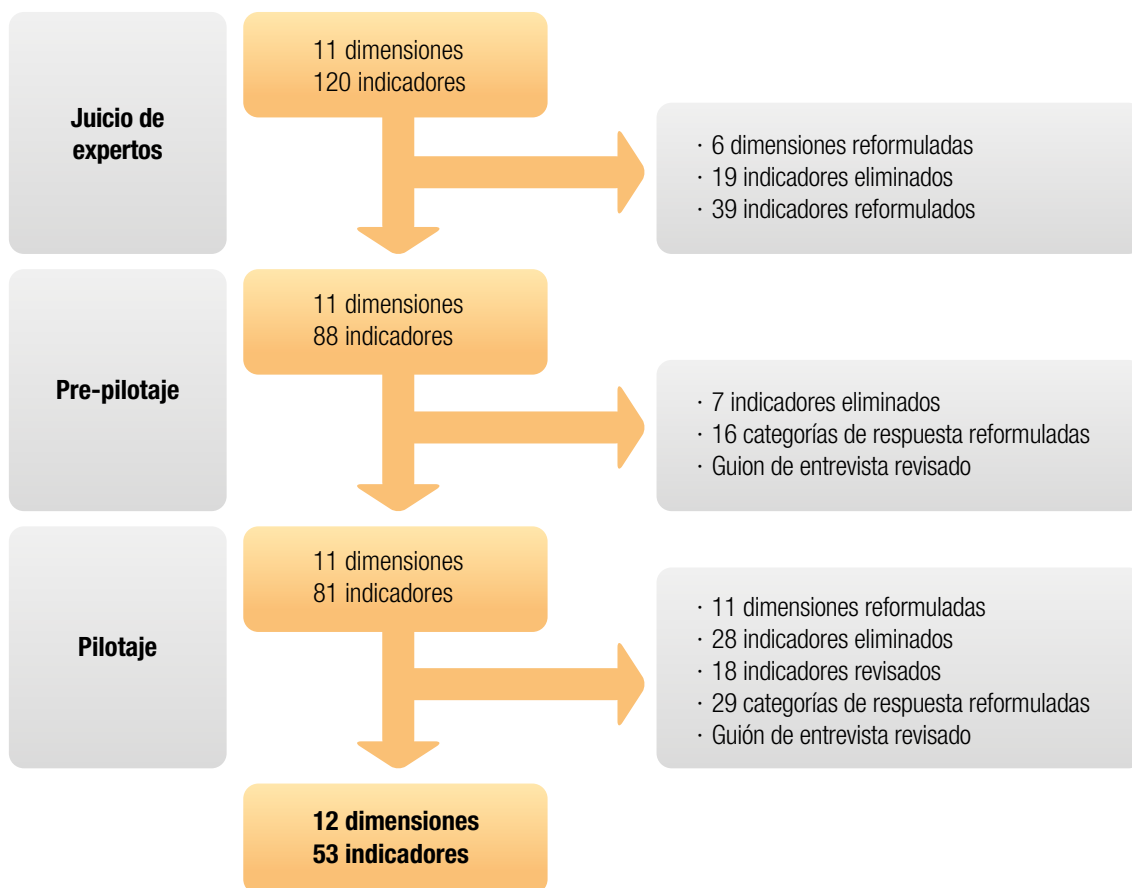 Juicio de
expertos
11 dimensiones
120 indicadores
· 6 dimensiones reformuladas
· 19 indicadores eliminados
· 39 indicadores reformulados
Pre-pilotaje
11 dimensiones
88 indicadores
· 7 indicadores eliminados
· 16 categorías de respuesta reformuladas
· Guion de entrevista revisado
Pilotaje
11 dimensiones
81 indicadores
· 11 dimensiones reformuladas
· 28 indicadores eliminados
· 18 indicadores revisados
· 29 categorías de respuesta reformuladas
· Guión de entrevista revisado
12 dimensiones
53 indicadores